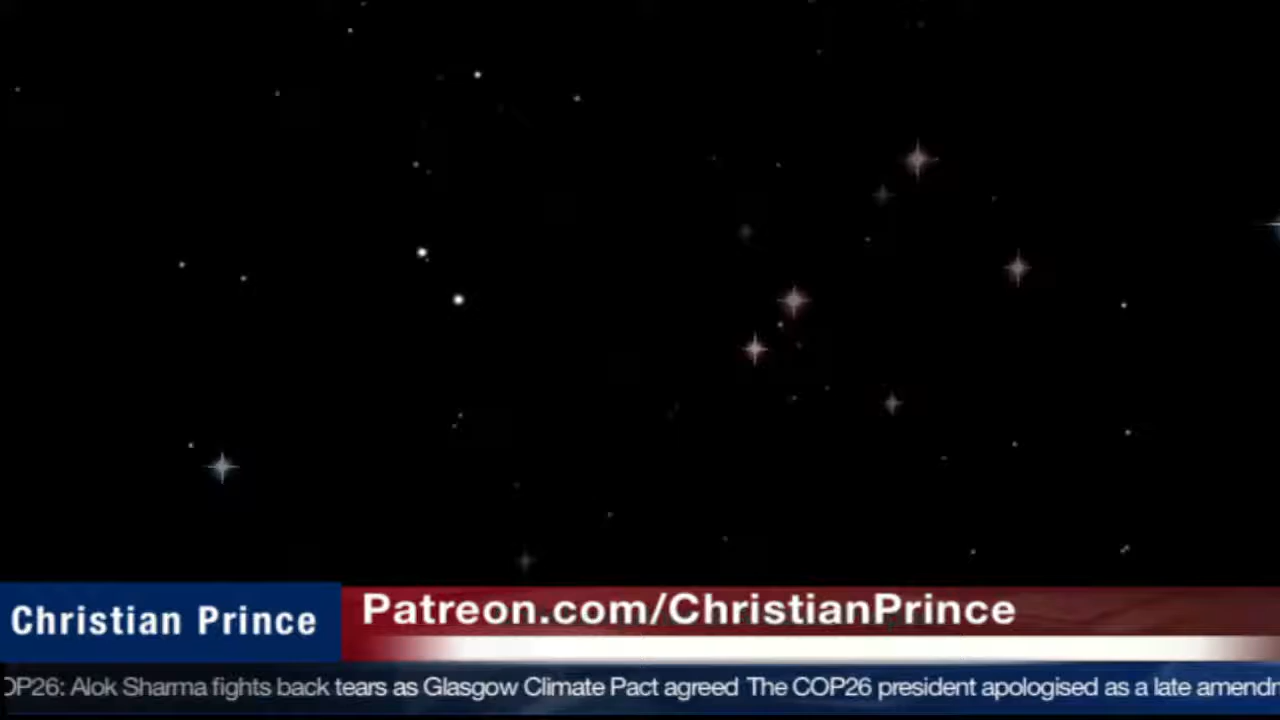 Christian Prince
Patreon.com/ChristianPrince
OP26: Alok Sharma fights back tears as Glasgow Climate Pact agreed The COP26 president apologised as a late